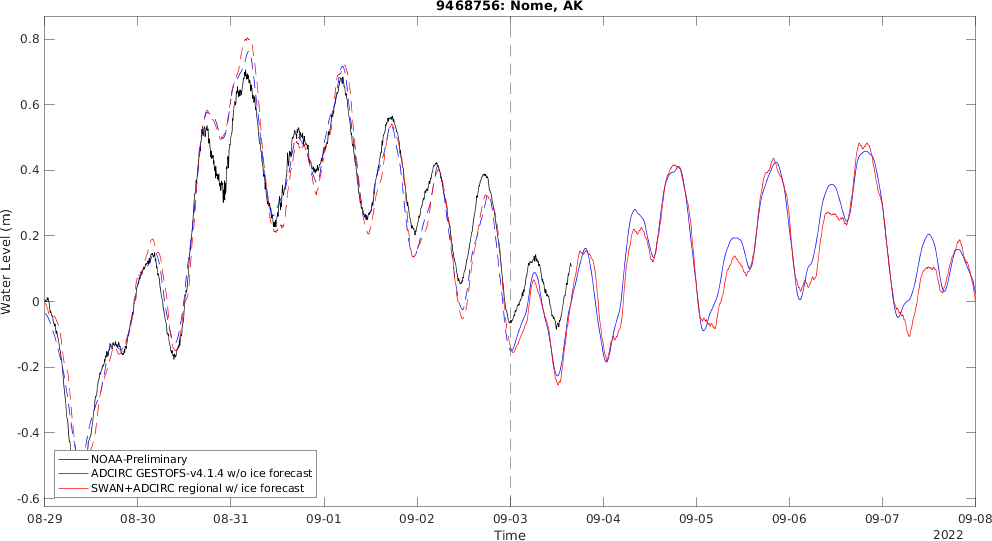 9468756: Nome, AK
Water Level (m)
0.8
0.6
0.4
0.2
0
-0.2
-0.4
-0.6
NOAA-Preliminary
ADCIRC GESTOFS-v4.1.4 w/o ice forecast
SWAN+ADCIRC regional w/ ice forecast
08-29 08-30 08-31 09-01 09-02 09-03 09-04 09-05 09-06 09-07 09-08
Time
2022